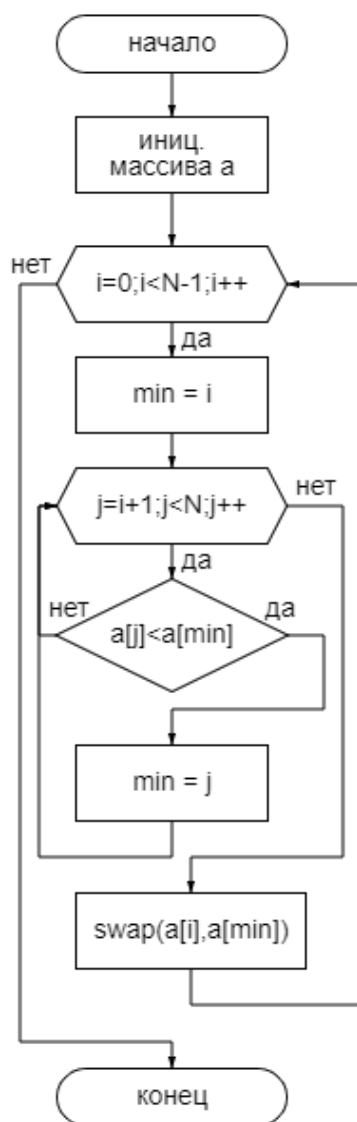 начало
иниц.
массива a
нет
i=0;i<N-1;i++
да
min = i
j=i+1;j<N;j++
нет
да
нет
a[j]<a[min]
да
min = j
swap(a[i],a[min])
конец